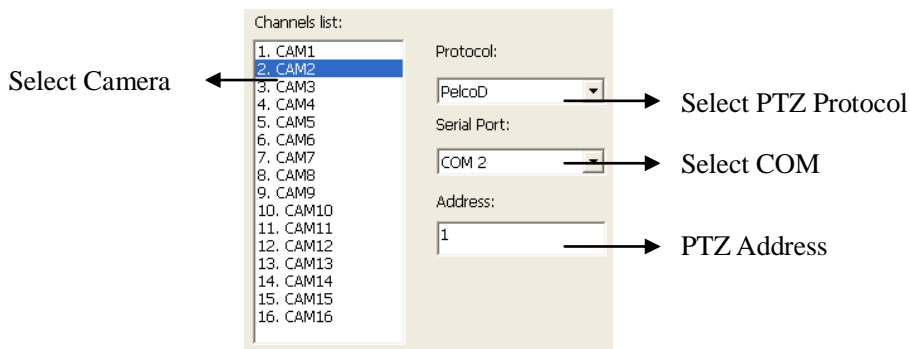 Channels list:
1. CAM1
2. CAM2
3. CAM3
4. CAM4
5. CAM5
6. CAM6
7. CAM7
8. CAM8
9. CAM9
10. CAM10
11. CAM11
12. CAM12
13. CAM13
14. CAM14
15. CAM15
16. CAM16
Select Camera
Protocol:
PelcoD
Select PTZ Protocol
Serial Port:
COM 2
Select COM
Address:
1
PTZ Address